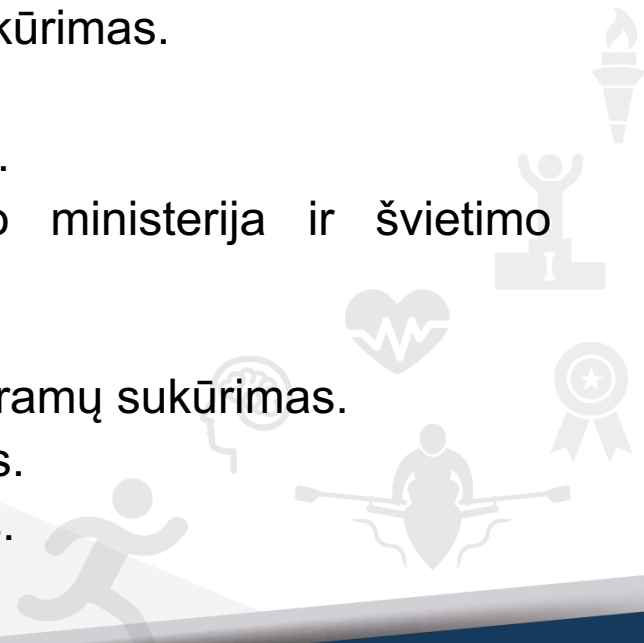 kūrimas.
.
o ministerija ir švietimo
ramų sukūrimas.
s.
.